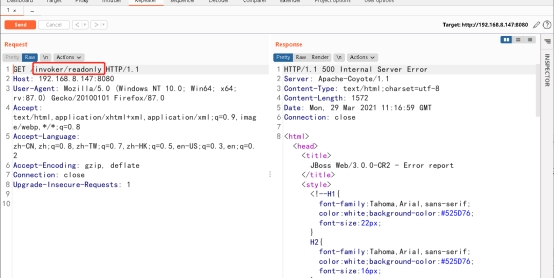 Dashboard Target Proxy Intruder Repeater Sequencer Decoder Comparer Extender Project options User options
1 ×
Send Cancel < >
Target: http://192.168.8.147:8080
Request
Pretty Raw \n Actions
1 GET /invoker/readonly HTTP/1.1
2 Host: 192.168.8.147:8080
3 User-Agent: Mozilla/5.0 (Windows NT 10.0; Win64; x64;
rv:87.0) Gecko/20100101 Firefox/87.0
4 Accept:
text/html,application/xhtml+xml,application/xml;q=0.9,imag
e/webp,*/*;q=0.8
5 Accept-Language:
zh-CN,zh;q=0.8,zh-TW;q=0.7,zh-HK;q=0.5,en-US;q=0.3,en;q=0.
2
6 Accept-Encoding: gzip, deflate
7 Connection: close
8 Upgrade-Insecure-Requests: 1
9
10
Response
Pretty Raw Render \n Actions
1 HTTP/1.1 500 Internal Server Error
2 Server: Apache-Coyote/1.1
3 Content-Type: text/html;charset=utf-8
4 Content-Length: 1572
5 Date: Mon, 29 Mar 2021 11:16:59 GMT
6 Connection: close
7
8 <html>
<head>
<title>
JBoss Web/3.0.0-CR2 - Error report
</title>
<style>
<!--H1{
font-family:Tahoma,Arial,sans-serif;
color:white;background-color:#525D76;
font-size:22px;
}
H2{
font-family:Tahoma,Arial,sans-serif;
color:white;background-color:#525D76;
font-size:16px;
INSPECTOR